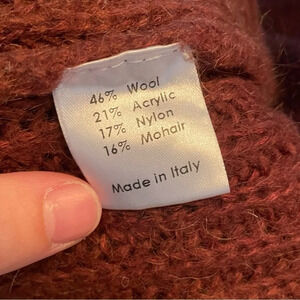 46% Wool
21% Acrylic
17% Nylon
16% Mohair
Made in Italy